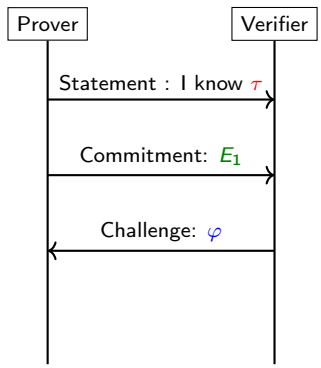 Prover Verifier
Statement : I know τ
Commitment: E₁
Challenge: φ